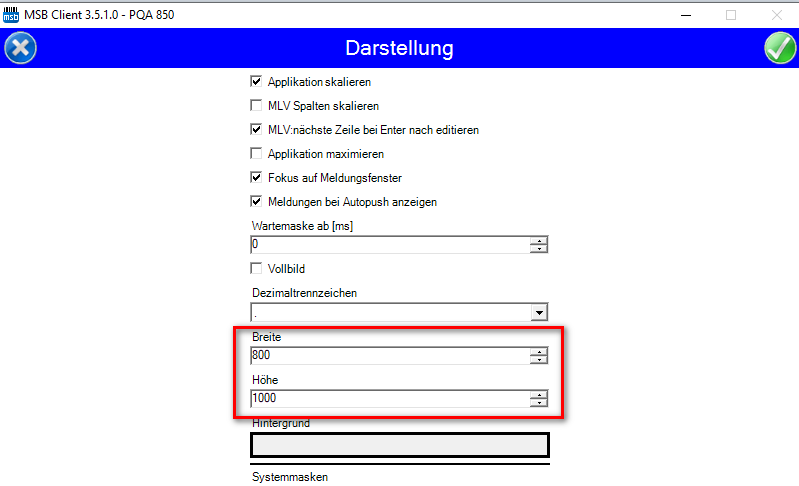 msb MSB Client 3.5.1.0 - PQA 850
Darstellung
Applikation skalieren
MLV Spalten skalieren
MLV:nächste Zeile bei Enter nach editieren
Applikation maximieren
Fokus auf Meldungsfenster
Meldungen bei Autopush anzeigen
Wartemaske ab [ms]
0
Vollbild
Dezimaltrennzeichen
.
Breite
800
Höhe
1000
Hintergrund
Systemmasken